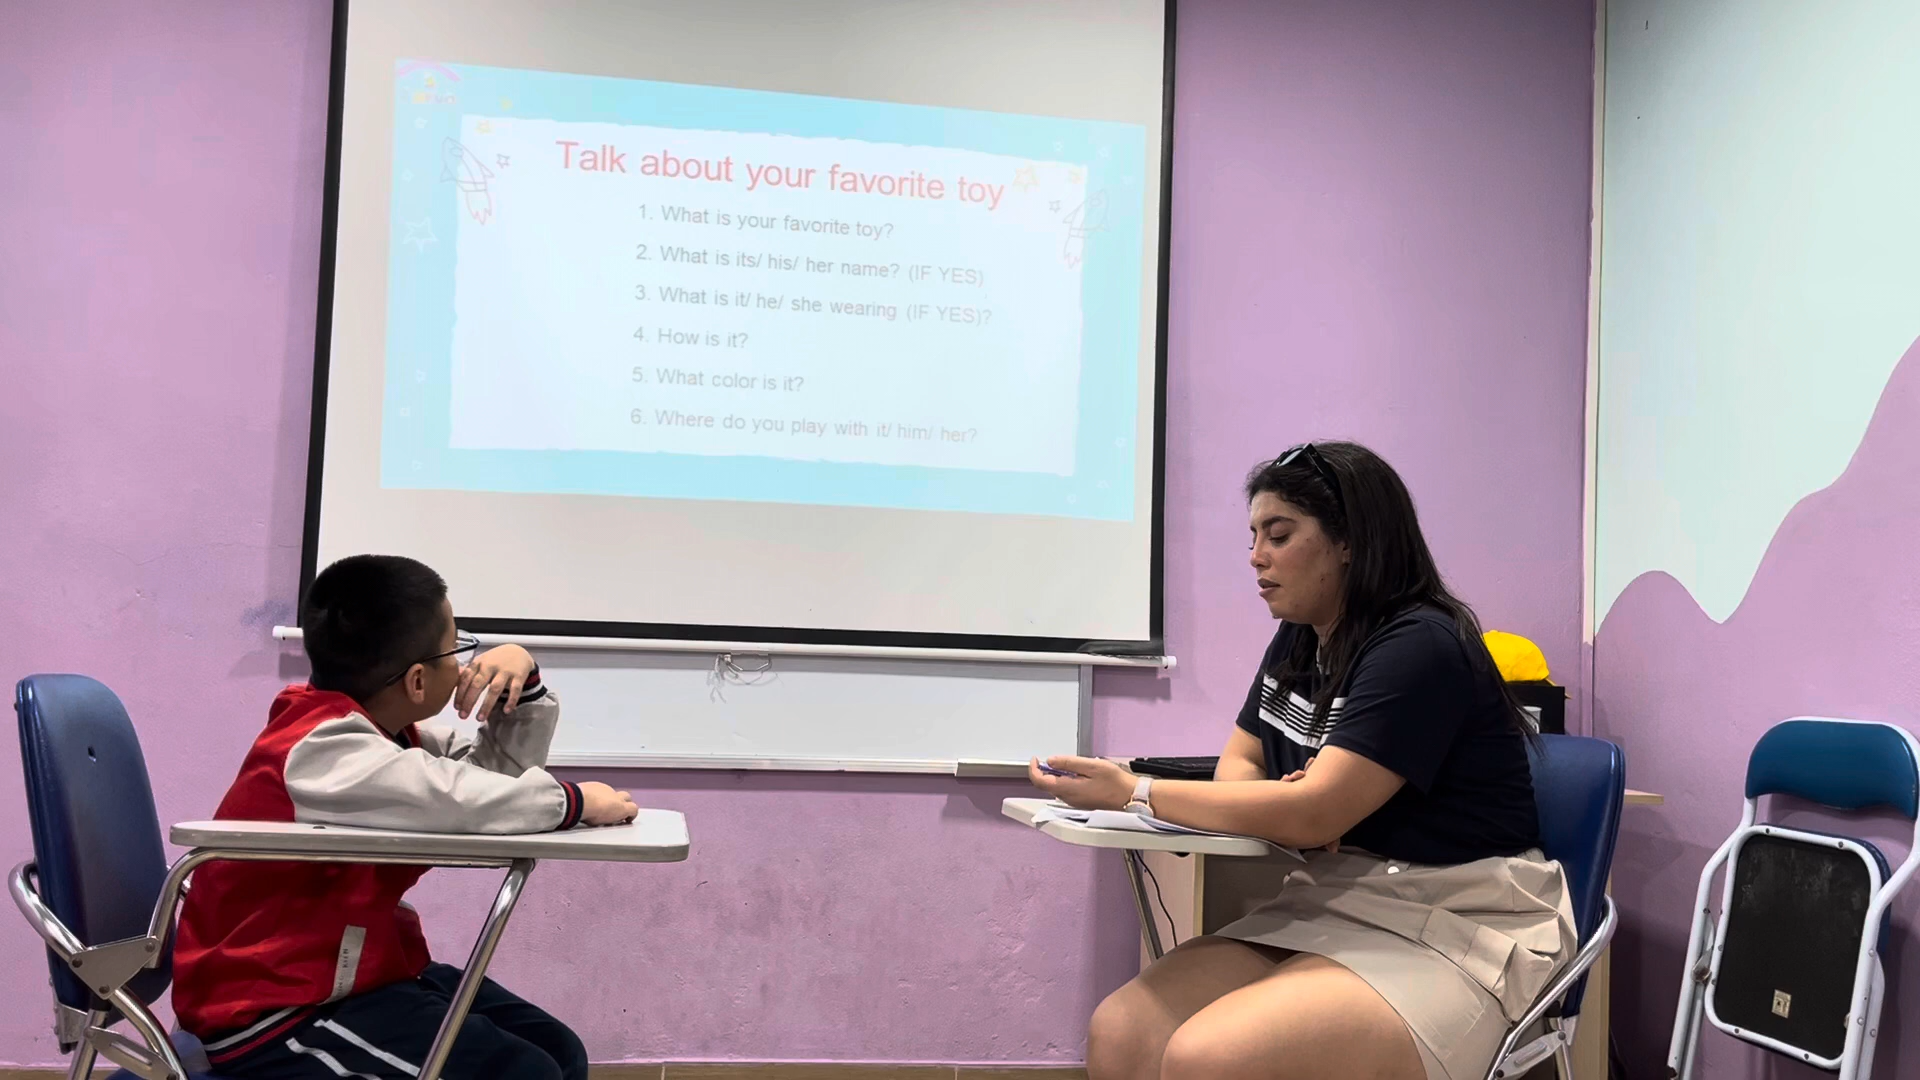 Talk about your favorite toy
1. What is your favorite toy?
2. What is its/ his/ her name? (IF YES)
3. What is it/ he/ she wearing (IF YES)?
4. How is it?
5. What color is it?
6. Where do you play with it/ him/ her?